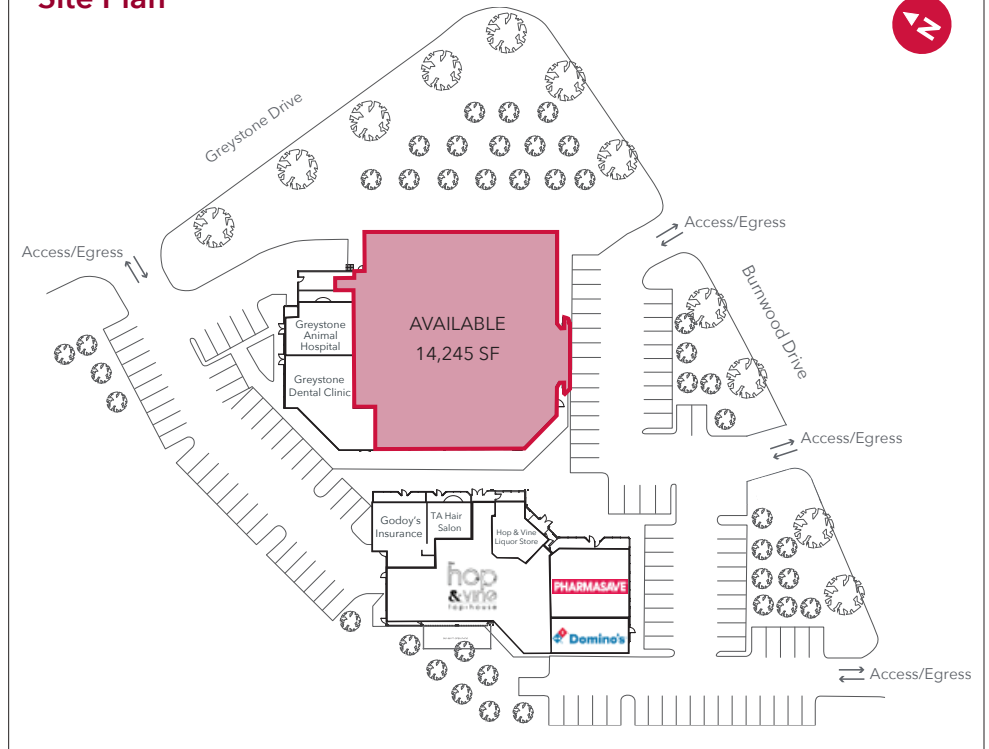 Site Plan
N
Greystone Drive
Access/Egress
Access/Egress
Burnwood Drive
AVAILABLE
14,245 SF
Greystone
Animal
Hospital
Greystone
Dental Clinic
Access/Egress
Godoy's
Insurance
TA Hair
Salon
Hop & Vine
Liquor Store
hop
&vine
taphouse
PHARMASAVE
Domino's
Access/Egress